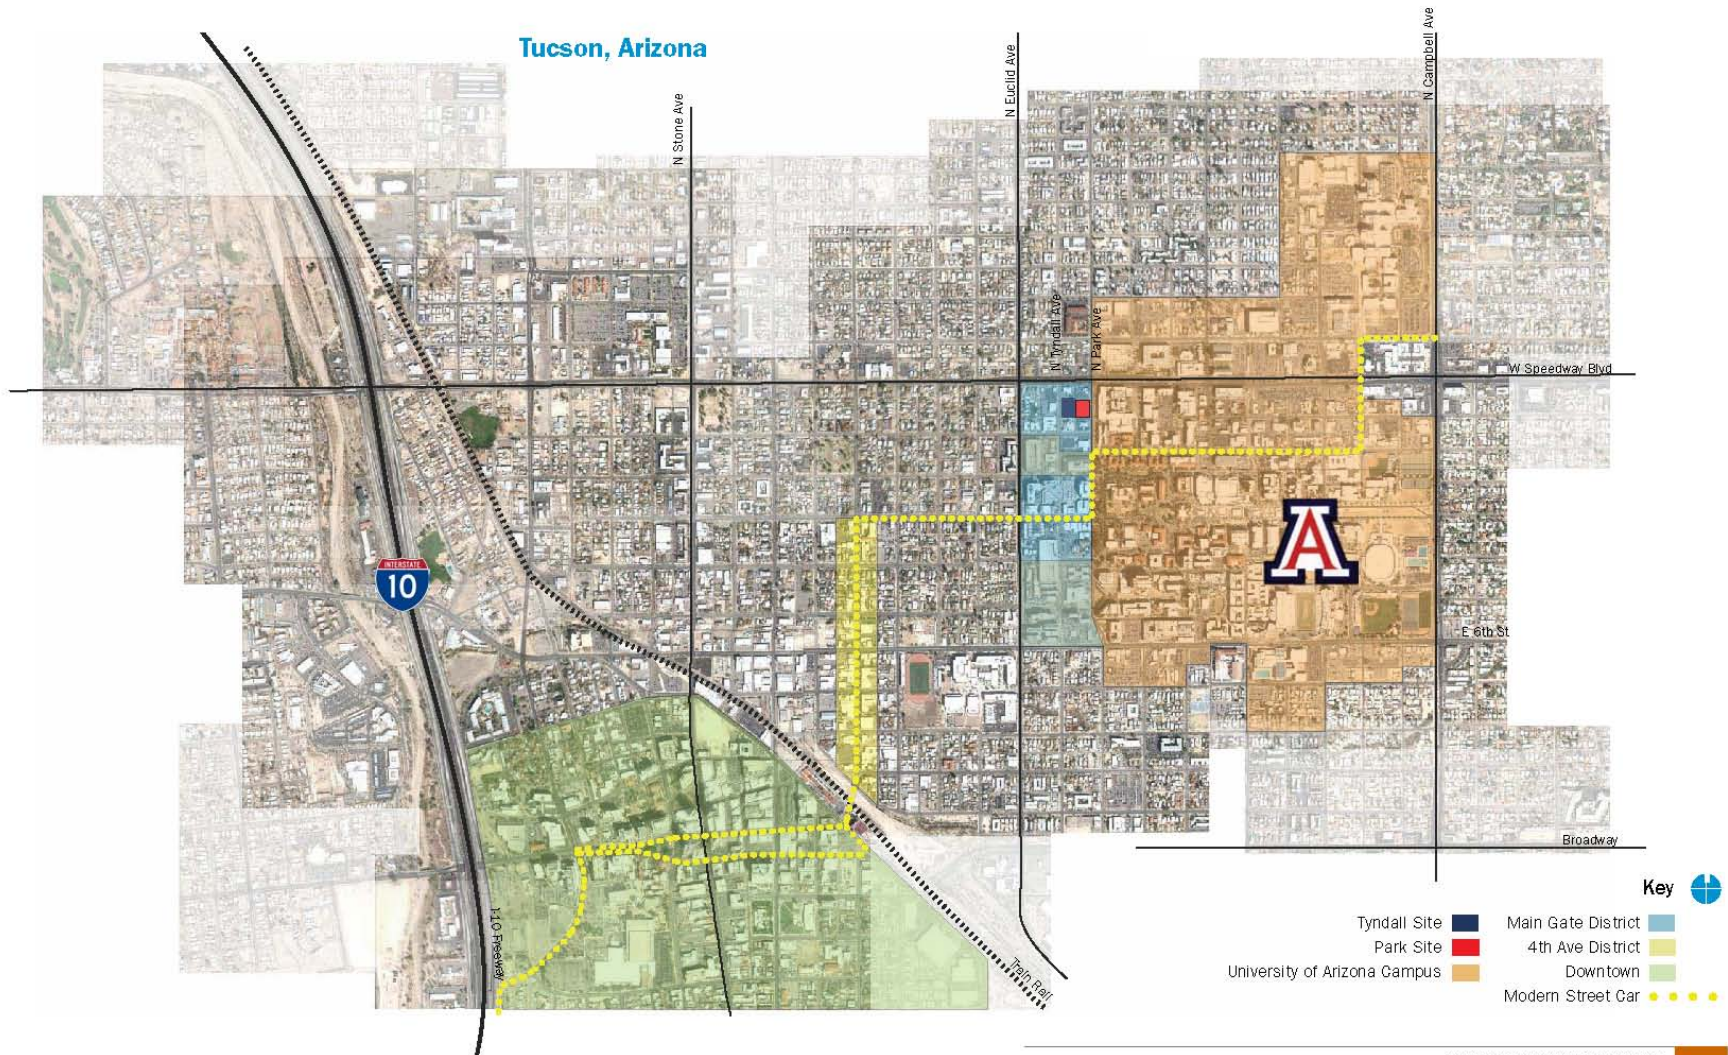 Tucson, Arizona
N Stone Ave
N Euclid Ave
N Campbell Ave
N Tyndall Ave
N Park Ave
W Speedway Blvd
INTERSTATE
10
A
E 6th St
Broadway
I-10 Freeway
Train Rail
Key
Tyndall Site
Main Gate District
Park Site
4th Ave District
University of Arizona Campus
Downtown
Modern Street Car